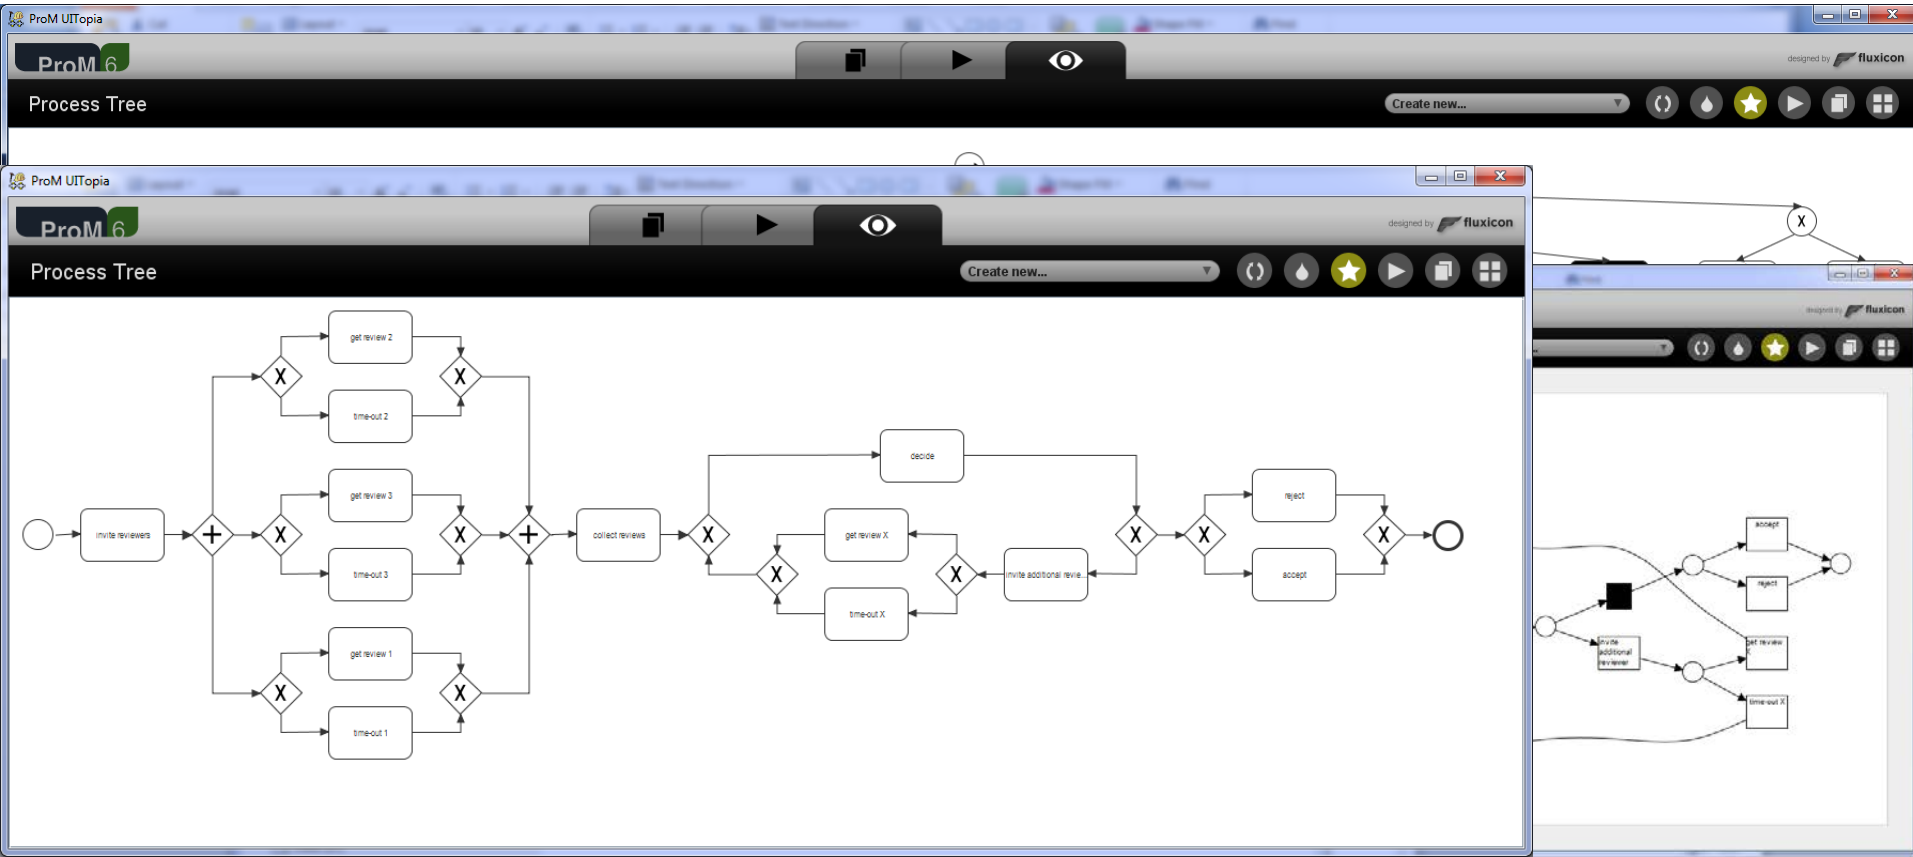 ProM UITopia
ProM 6
designed by fluxicon
Process Tree
Create new...
X
ProM UITopia
ProM 6
designed by fluxicon
Process Tree
Create new...
get review 2
X
X
time-out 2
get review 3
invite reviewers
+
X
X
+
time-out 3
get review 1
X
X
time-out 1
collect reviews
X
decide
get review X
X
X
invite additional revie...
time-out X
X
X
reject
accept
X
designed by fluxicon
accept
reject
invite
additional
reviewer
get review
X
time-out X